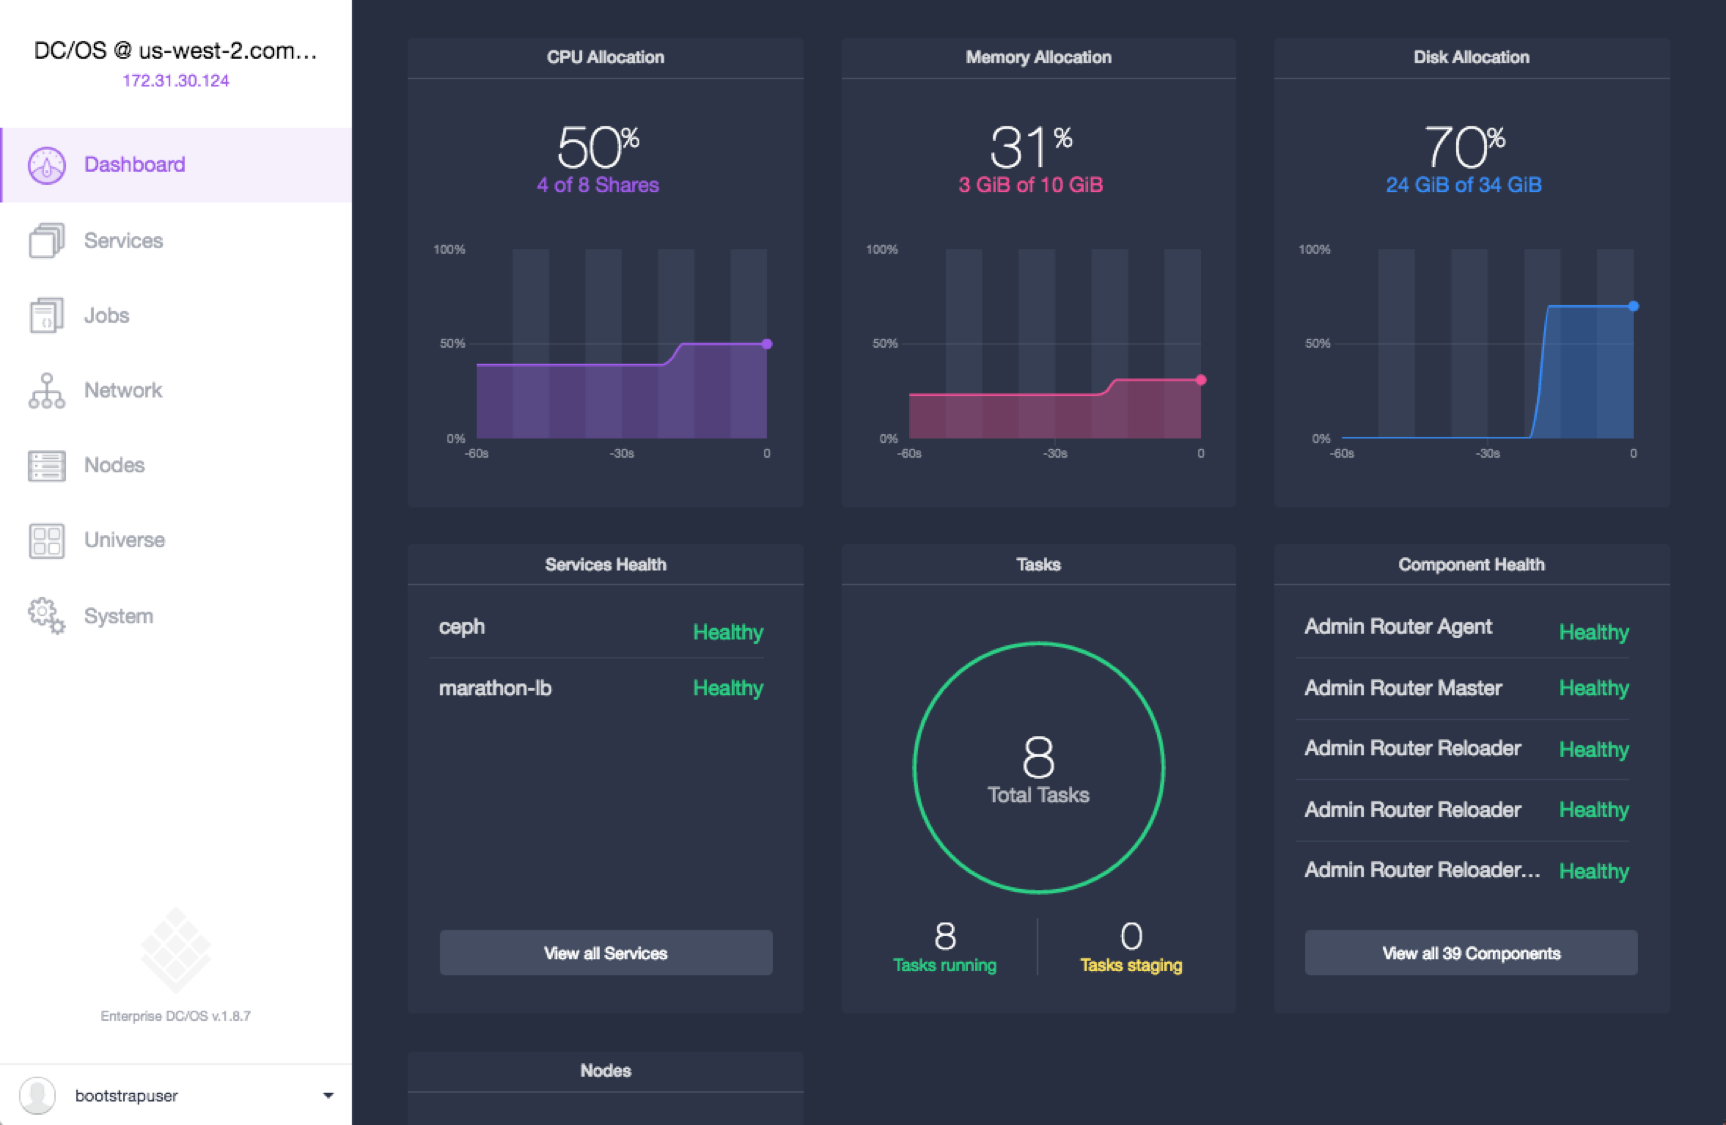 DC/OS @ us-west-2.com...
172.31.30.124
Dashboard
Services
Jobs
Network
Nodes
Universe
System
Enterprise DC/OS v.1.8.7
bootstrapuser
CPU Allocation
50%
4 of 8 Shares
100%
50%
0%
-60s -30s 0
Memory Allocation
31%
3 GiB of 10 GiB
100%
50%
0%
-60s -30s 0
Disk Allocation
70%
24 GiB of 34 GiB
100%
50%
0%
-60s -30s 0
Services Health
ceph Healthy
marathon-lb Healthy
View all Services
Tasks
8
Total Tasks
8 0
Tasks running Tasks staging
Component Health
Admin Router Agent Healthy
Admin Router Master Healthy
Admin Router Reloader Healthy
Admin Router Reloader Healthy
Admin Router Reloader... Healthy
View all 39 Components
Nodes